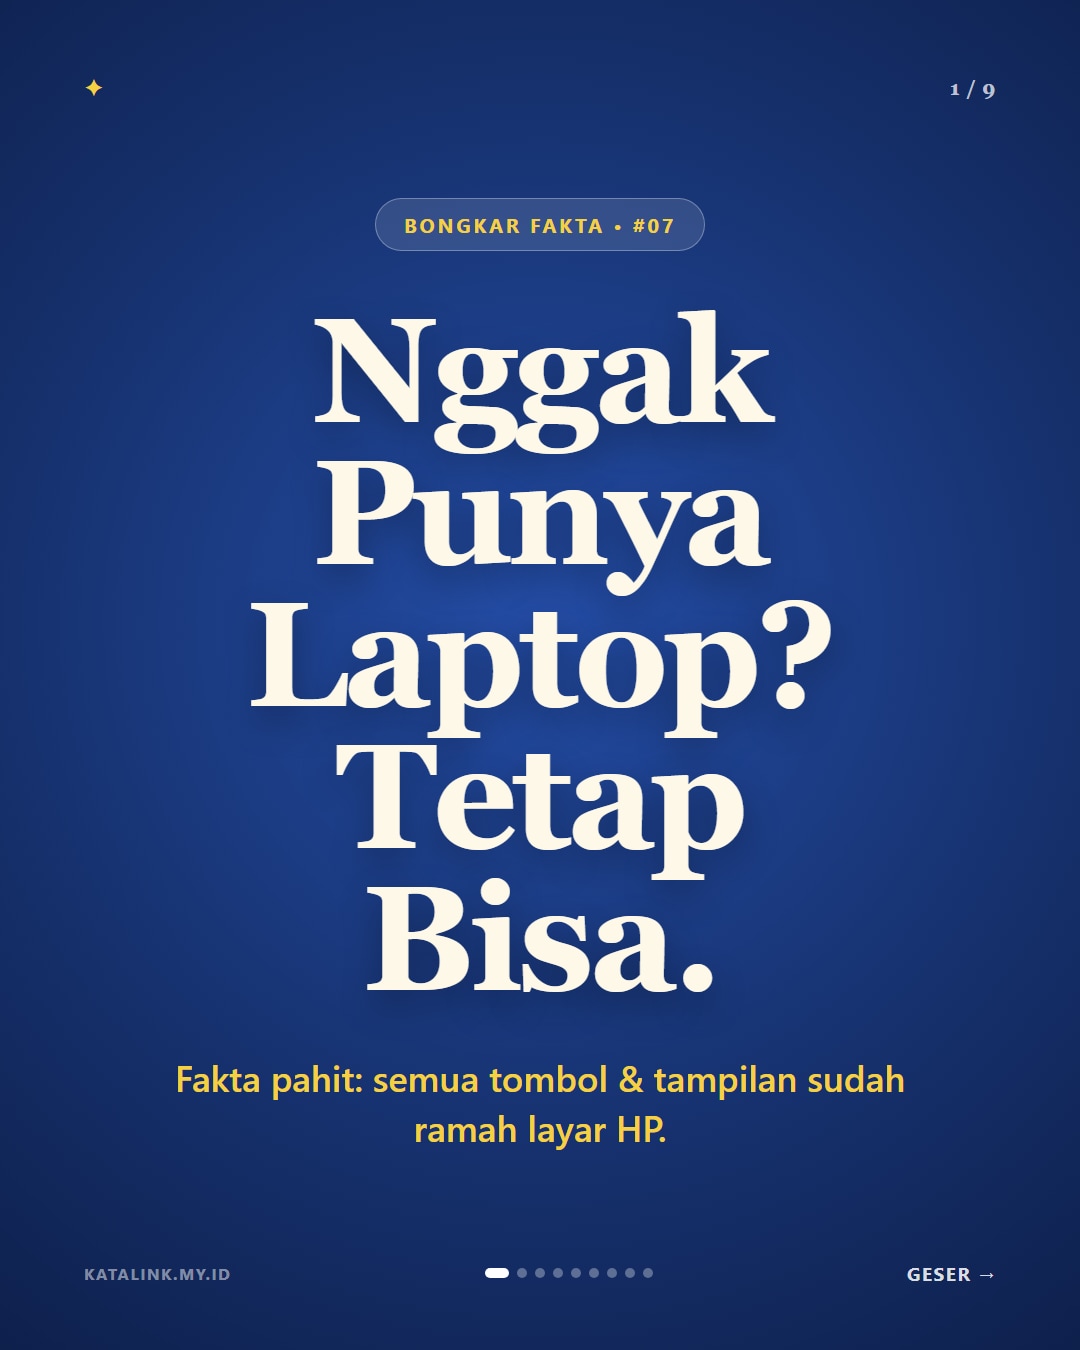 ✦
1 / 9
BONGKAR FAKTA • #07
Nggak
Punya
Laptop?
Tetap
Bisa.
Fakta pahit: semua tombol & tampilan sudah
ramah layar HP.
KATALINK.MY.ID
GESER →